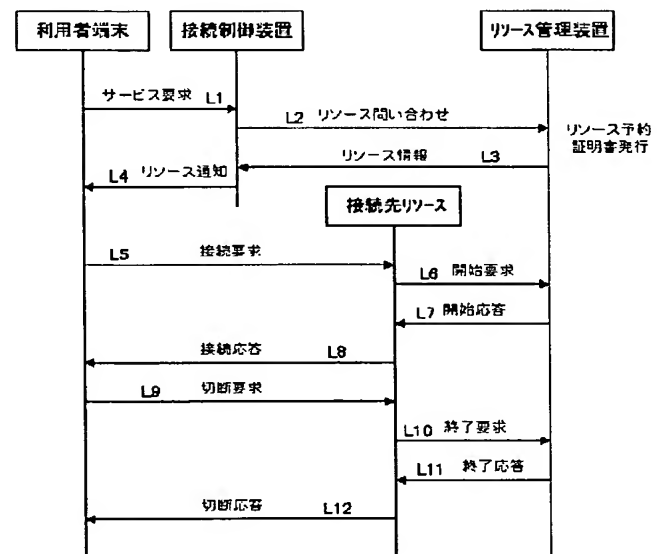 利用者端末
接続制御装置
リソース管理装置
サービス要求 L1
L2 リソース問い合わせ
リソース予約
証明書発行
リソース情報 L3
L4 リソース通知
接続先リソース
L5 接続要求
L6 開始要求
L7 開始応答
接続応答 L8
L9 切断要求
L10 終了要求
L11 終了応答
切断応答 L12